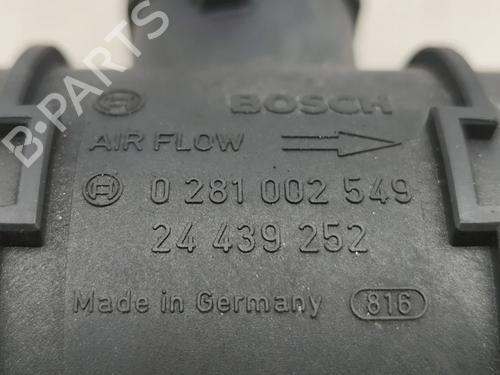 BOSCH
AIR FLOW
0 281 002 549
24 439 252
Made in Germany 816
B-PARTS